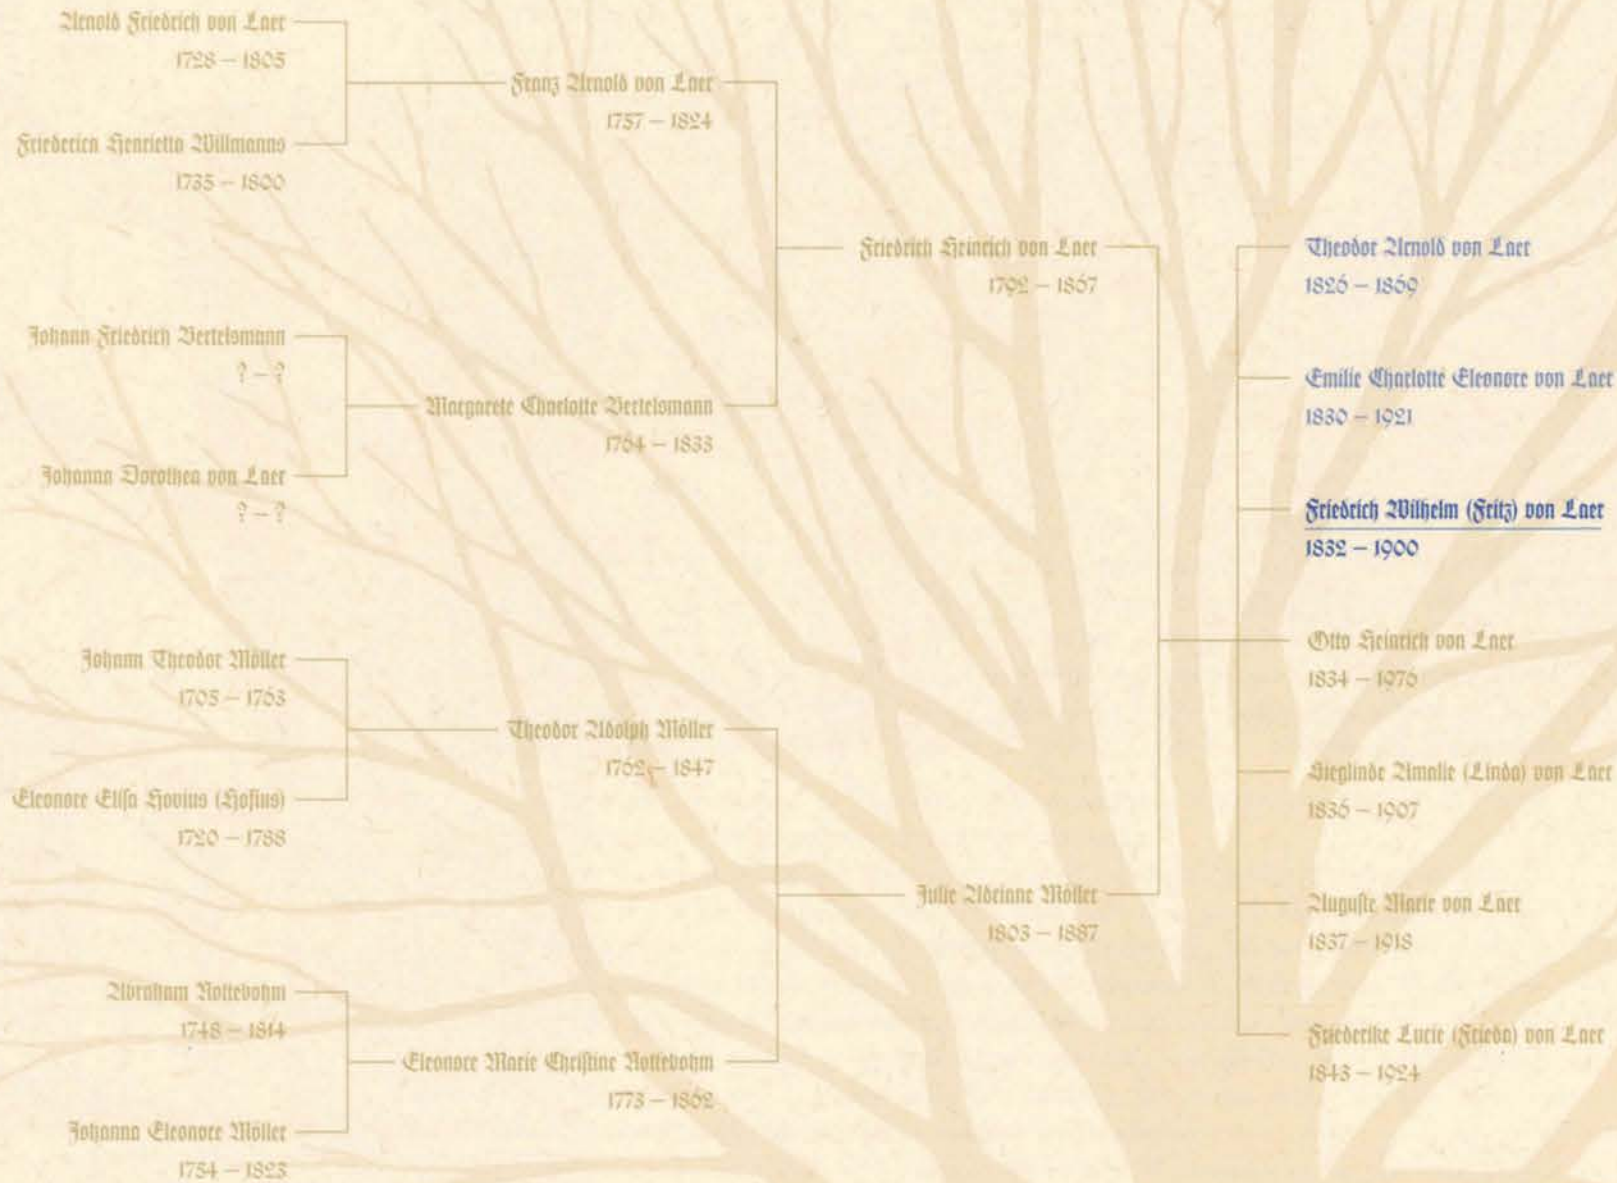 Arnold Friedrich von Laer
1728 – 1805
Friederica Henrietta Willmanns
1735 – 1800
Johann Friedrich Bertelsmann
? – ?
Johanna Dorothea von Laer
? – ?
Johann Theodor Möller
1705 – 1763
Eleonore Elisa Hovius (Hofius)
1720 – 1788
Abraham Nottebohm
1748 – 1814
Johanna Eleonore Möller
1754 – 1823
Franz Arnold von Laer
1757 – 1824
Margarete Charlotte Bertelsmann
1764 – 1833
Theodor Adolph Möller
1762 – 1847
Eleonore Marie Christine Nottebohm
1773 – 1862
Friedrich Heinrich von Laer
1792 – 1867
Julie Adriane Möller
1803 – 1887
Theodor Arnold von Laer
1826 – 1869
Emilie Charlotte Eleonore von Laer
1830 – 1921
Friedrich Wilhelm (Fritz) von Laer
1832 – 1900
Otto Heinrich von Laer
1834 – 1976
Sieglinde Amalie (Linda) von Laer
1836 – 1907
Auguste Marie von Laer
1837 – 1918
Friederike Lucie (Frieda) von Laer
1843 – 1924